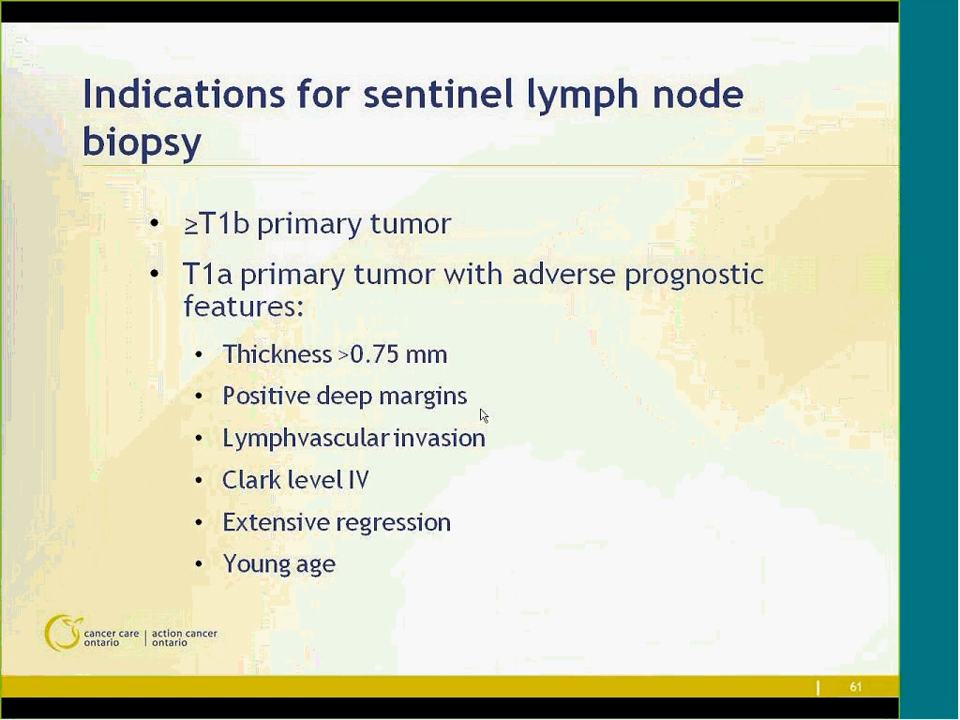 Indications for sentinel lymph node
biopsy
• ≥T1b primary tumor
• T1a primary tumor with adverse prognostic
features:
• Thickness >0.75 mm
• Positive deep margins
• Lymphvascular invasion
• Clark level IV
• Extensive regression
• Young age
cancer care | action cancer
ontario | ontario
| 61